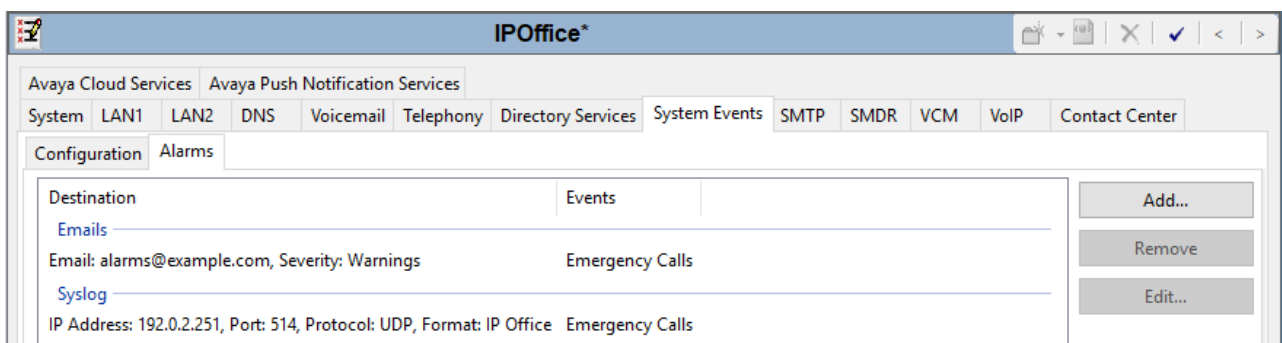 IPOffice*
Avaya Cloud Services Avaya Push Notification Services
System LAN1 LAN2 DNS Voicemail Telephony Directory Services System Events SMTP SMDR VCM VoIP Contact Center
Configuration Alarms
Destination Events
Add...
Emails
Remove
Email: alarms@example.com, Severity: Warnings Emergency Calls
Syslog
Edit...
IP Address: 192.0.2.251, Port: 514, Protocol: UDP, Format: IP Office Emergency Calls